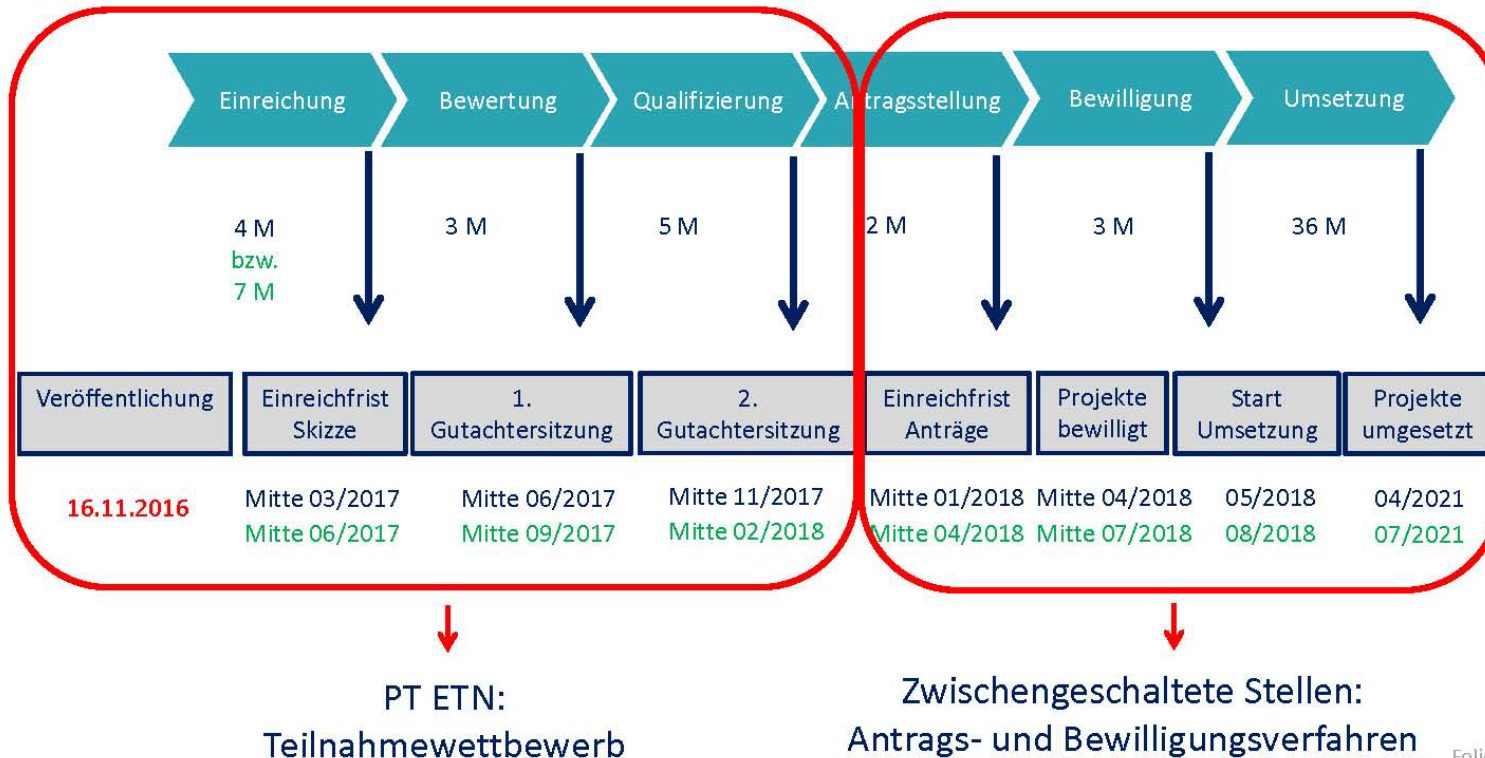 Einreichung
Bewertung
Qualifizierung
Antragsstellung
Bewilligung
Umsetzung
4 M
bzw.
7 M
3 M
5 M
2 M
3 M
36 M
Veröffentlichung
Einreichfrist
Skizze
1.
Gutachtersitzung
2.
Gutachtersitzung
Einreichfrist
Anträge
Projekte
bewilligt
Start
Umsetzung
Projekte
umgesetzt
16.11.2016
Mitte 03/2017
Mitte 06/2017
Mitte 06/2017
Mitte 09/2017
Mitte 11/2017
Mitte 02/2018
Mitte 01/2018
Mitte 04/2018
Mitte 04/2018
Mitte 07/2018
05/2018
08/2018
04/2021
07/2021
PT ETN:
Teilnahmewettbewerb
Zwischengeschaltete Stellen:
Antrags- und Bewilligungsverfahren